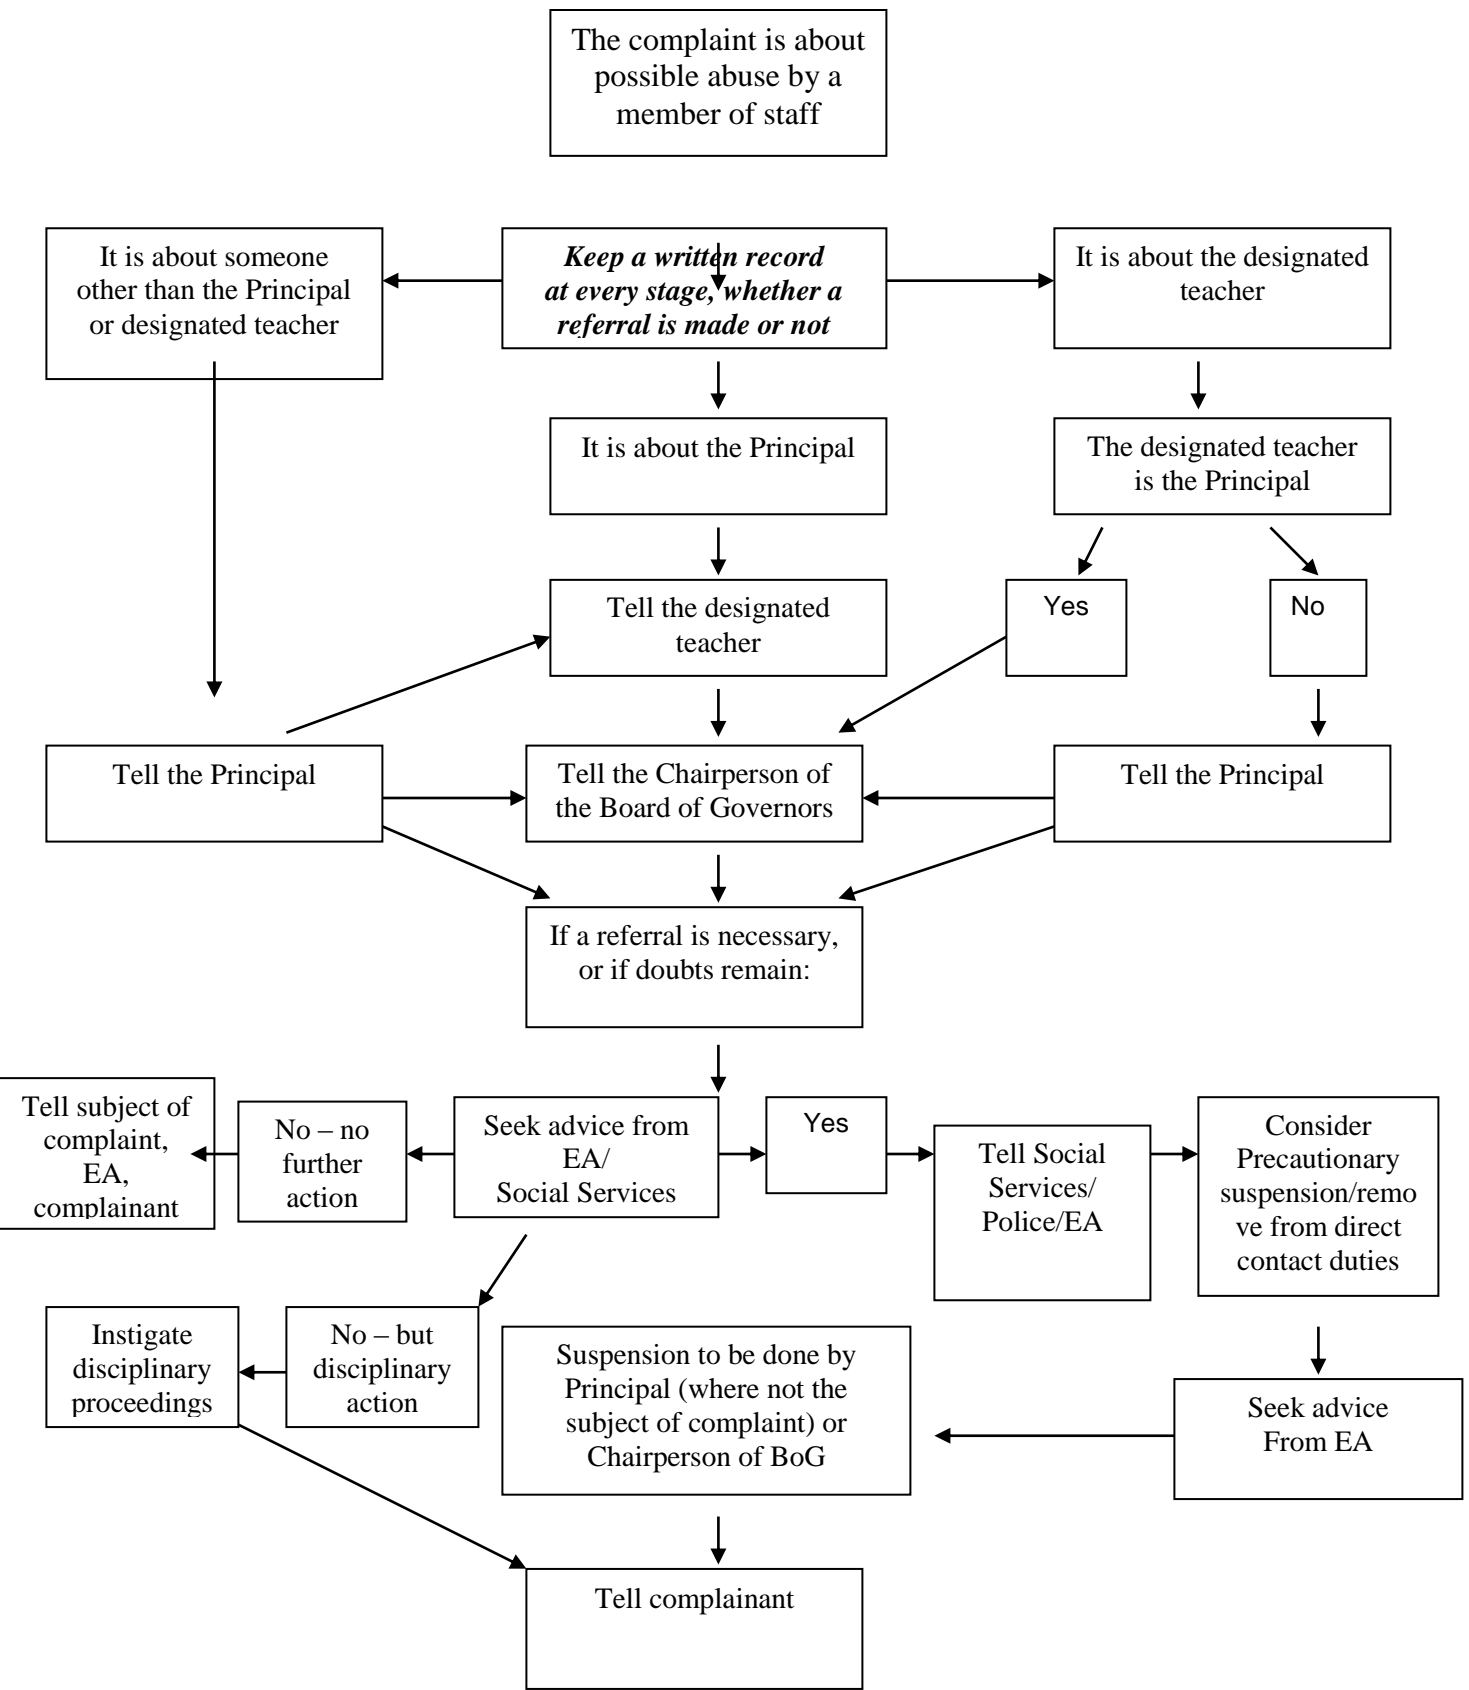 The complaint is about
possible abuse by a
member of staff
It is about someone
other than the Principal
or designated teacher
Keep a written record
at every stage, whether a
referral is made or not
It is about the designated
teacher
It is about the Principal
The designated teacher
is the Principal
Tell the designated
teacher
Yes
No
Tell the Principal
Tell the Chairperson of
the Board of Governors
Tell the Principal
If a referral is necessary,
or if doubts remain:
Tell subject of
complaint,
EA,
complainant
No – no
further
action
Seek advice from
EA/
Social Services
Yes
Tell Social
Services/
Police/EA
Consider
Precautionary
suspension/remo
ve from direct
contact duties
Instigate
disciplinary
proceedings
No – but
disciplinary
action
Suspension to be done by
Principal (where not the
subject of complaint) or
Chairperson of BoG
Seek advice
From EA
Tell complainant